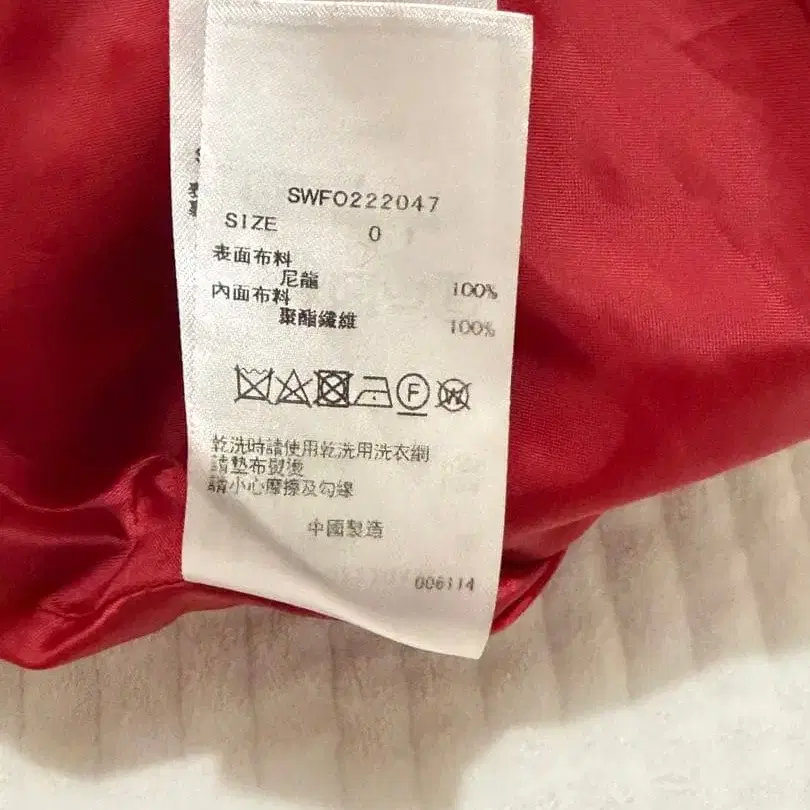 SWFO222047
SIZE 0
表面布料
尼龍 100%
內面布料
聚酯纖維 100%
F
W
乾洗時請使用乾洗用洗衣網
請墊布熨燙
請小心摩擦及勾線
中國製造
006114